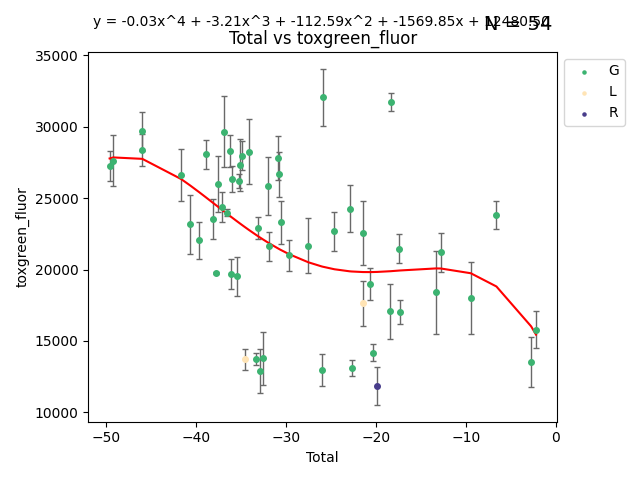 y = -0.03x^4 + -3.21x^3 + -112.59x^2 + -1569.85x +
N = 54
Total vs toxgreen_fluor
35000
30000
25000
20000
15000
10000
toxgreen_fluor
-50 -40 -30 -20 -10 0
Total
G
L
R